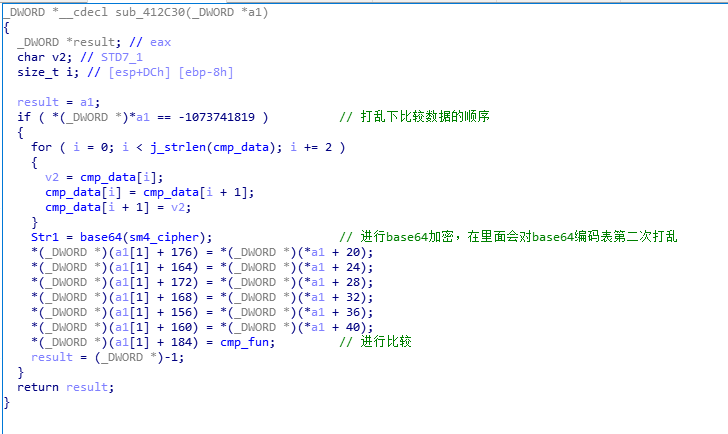 _DWORD *__cdecl sub_412C30(_DWORD *a1)
{
  _DWORD *result; // eax
  char v2; // STD7_1
  size_t i; // [esp+DCh] [ebp-8h]

  result = a1;
  if ( *(_DWORD *)*a1 == -1073741819 )          // 打乱下比较数据的顺序
  {
    for ( i = 0; i < j_strlen(cmp_data); i += 2 )
    {
      v2 = cmp_data[i];
      cmp_data[i] = cmp_data[i + 1];
      cmp_data[i + 1] = v2;
    }
    Str1 = base64(sm4_cipher);                  // 进行base64加密，在里面会对base64编码表第二次打乱
    *(_DWORD *)(a1[1] + 176) = *(_DWORD *)(*a1 + 20);
    *(_DWORD *)(a1[1] + 164) = *(_DWORD *)(*a1 + 24);
    *(_DWORD *)(a1[1] + 172) = *(_DWORD *)(*a1 + 28);
    *(_DWORD *)(a1[1] + 168) = *(_DWORD *)(*a1 + 32);
    *(_DWORD *)(a1[1] + 156) = *(_DWORD *)(*a1 + 36);
    *(_DWORD *)(a1[1] + 160) = *(_DWORD *)(*a1 + 40);
    *(_DWORD *)(a1[1] + 184) = cmp_fun;         // 进行比较
    result = (_DWORD *)-1;
  }
  return result;
}